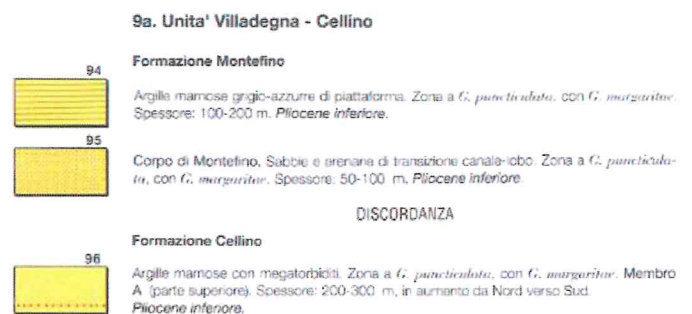 9a. Unita' Villadegna - Cellino
Formazione Montefino
94
Argille marnose grigio-azzurre di piattaforma. Zona a G. puncticulata, con G. margaritae.
Spessore: 100-200 m. Pliocene inferiore.
95
Corpo di Montefino. Sabbie e arenarie di transizione canale-lobo. Zona a G. puncticula-
ta, con G. margaritae. Spessore: 50-100 m. Pliocene inferiore.
DISCORDANZA
Formazione Cellino
96
Argille marnose con megatorbiditi. Zona a G. puncticulata, con G. margaritae. Membro
A (parte superiore). Spessore: 200-300 m, in aumento da Nord verso Sud.
Pliocene inferiore.